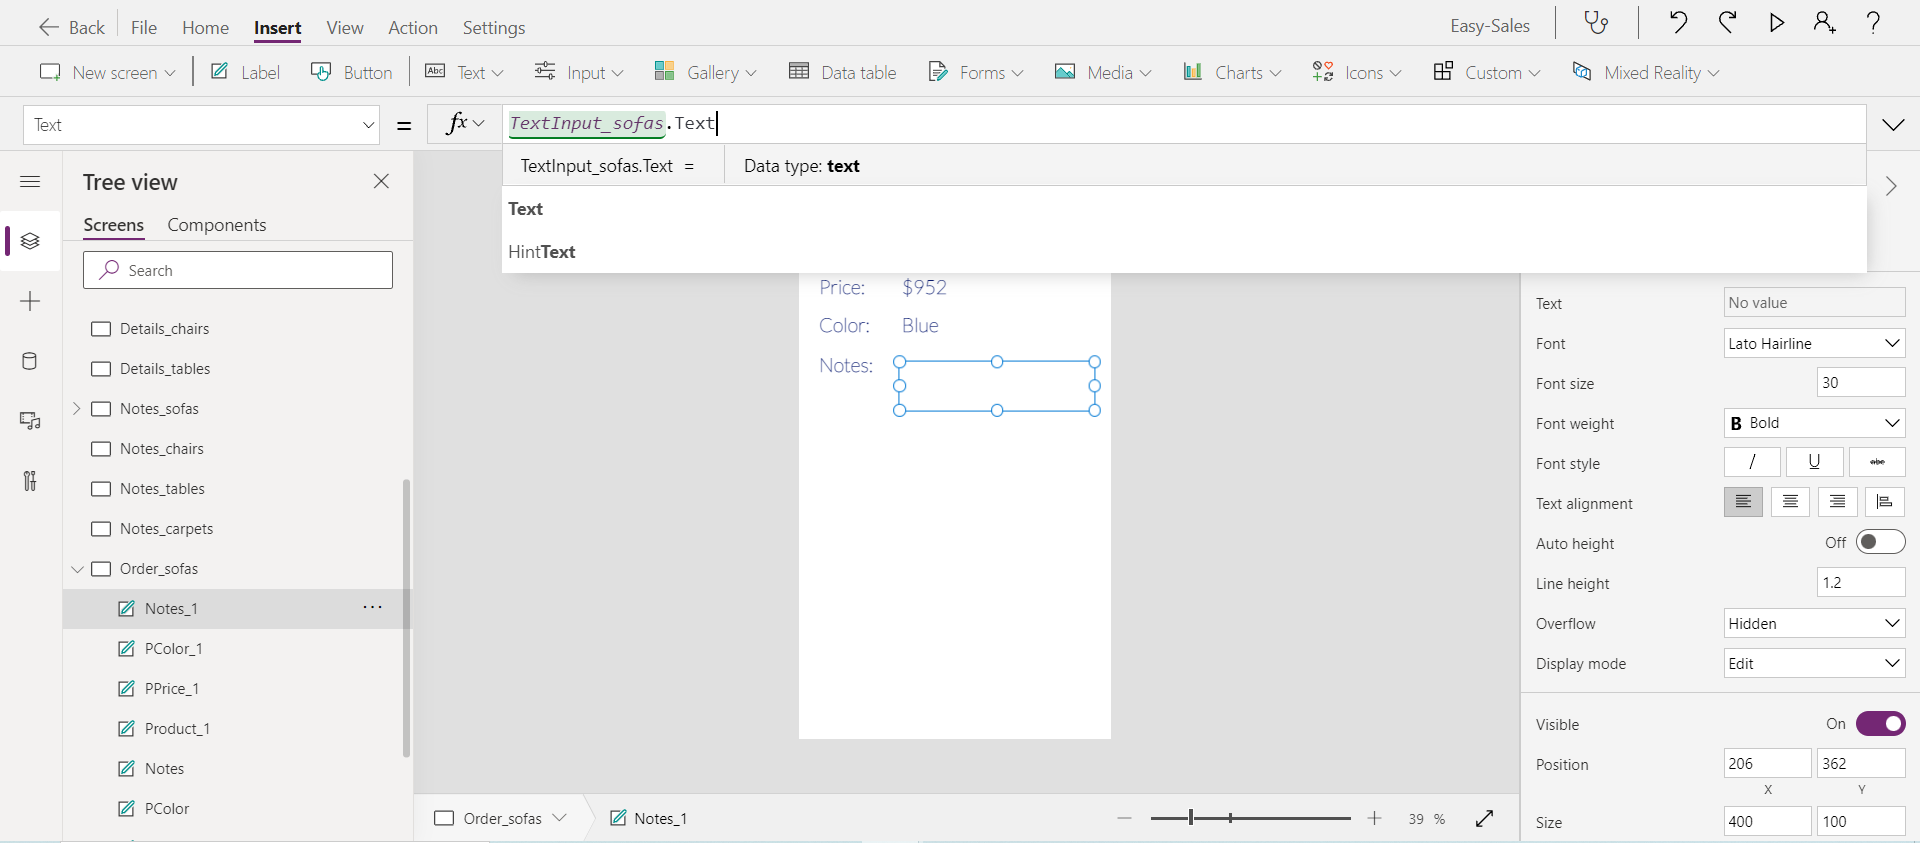 Back File Home Insert View Action Settings Easy-Sales
New screen Label Button Abc Text Input Gallery Data table Forms Media Charts Icons Custom Mixed Reality
Text = fx TextInput_sofas.Text
TextInput_sofas.Text = Data type: text
Text
HintText
Tree view
Screens Components
Search
Details_chairs
Details_tables
Notes_sofas
Notes_chairs
Notes_tables
Notes_carpets
Order_sofas
Notes_1 ...
PColor_1
PPrice_1
Product_1
Notes
PColor
Price: $952
Color: Blue
Notes:
Order_sofas Notes_1
39 %
Text No value
Font Lato Hairline
Font size 30
Font weight B Bold
Font style / U abc
Text alignment
Auto height Off
Line height 1.2
Overflow Hidden
Display mode Edit
Visible On
Position 206 362
X Y
Size 400 100